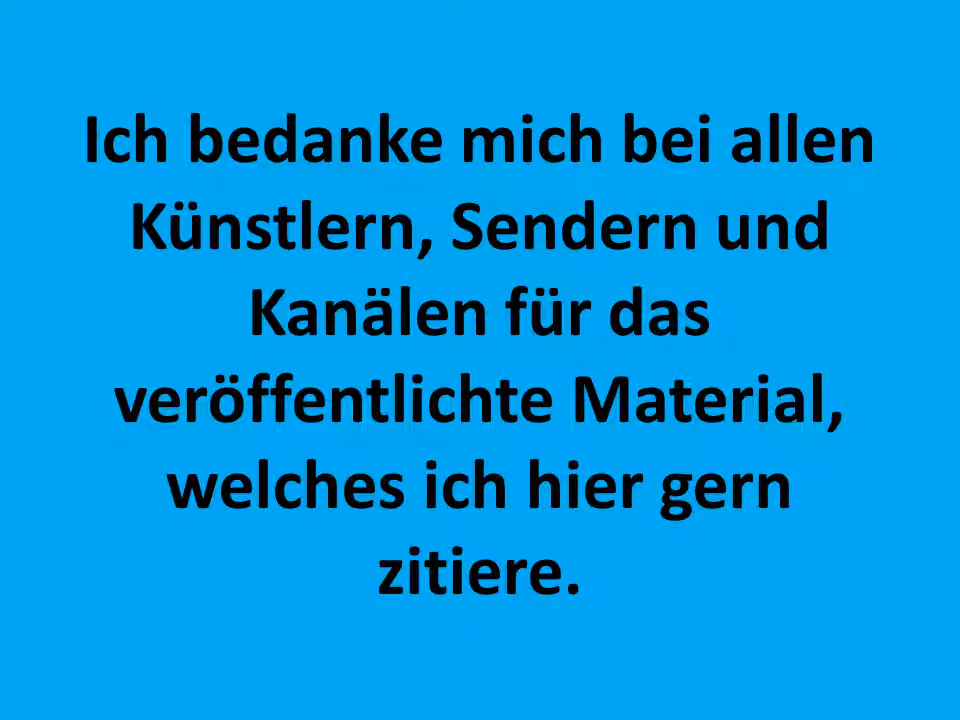 Ich bedanke mich bei allen
Künstlern, Sendern und
Kanälen für das
veröffentlichte Material,
welches ich hier gern
zitiere.